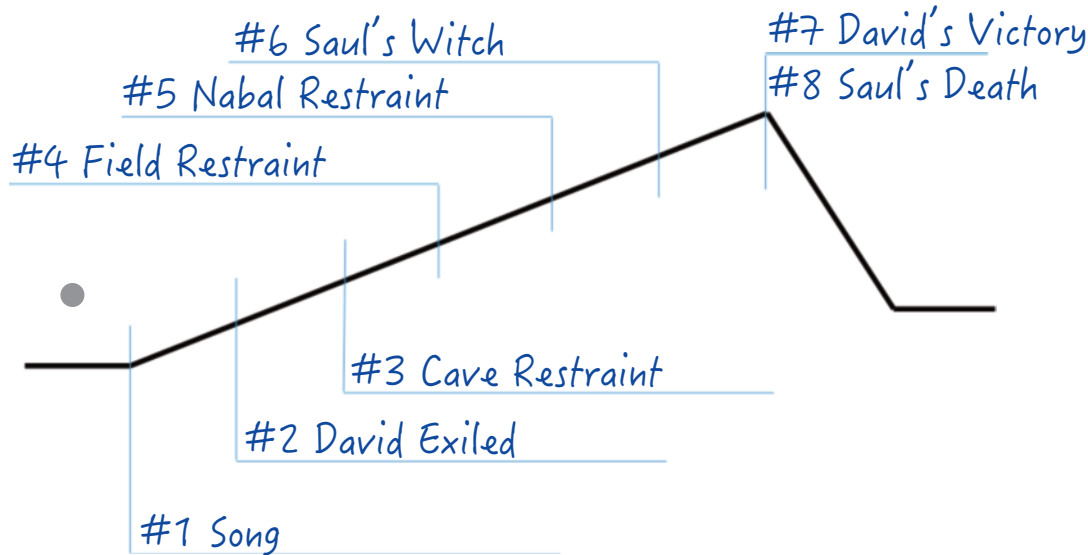 #6 Saul's Witch
#7 David's Victory
#5 Nabal Restraint
#8 Saul's Death
#4 Field Restraint
#3 Cave Restraint
#2 David Exiled
#1 Song